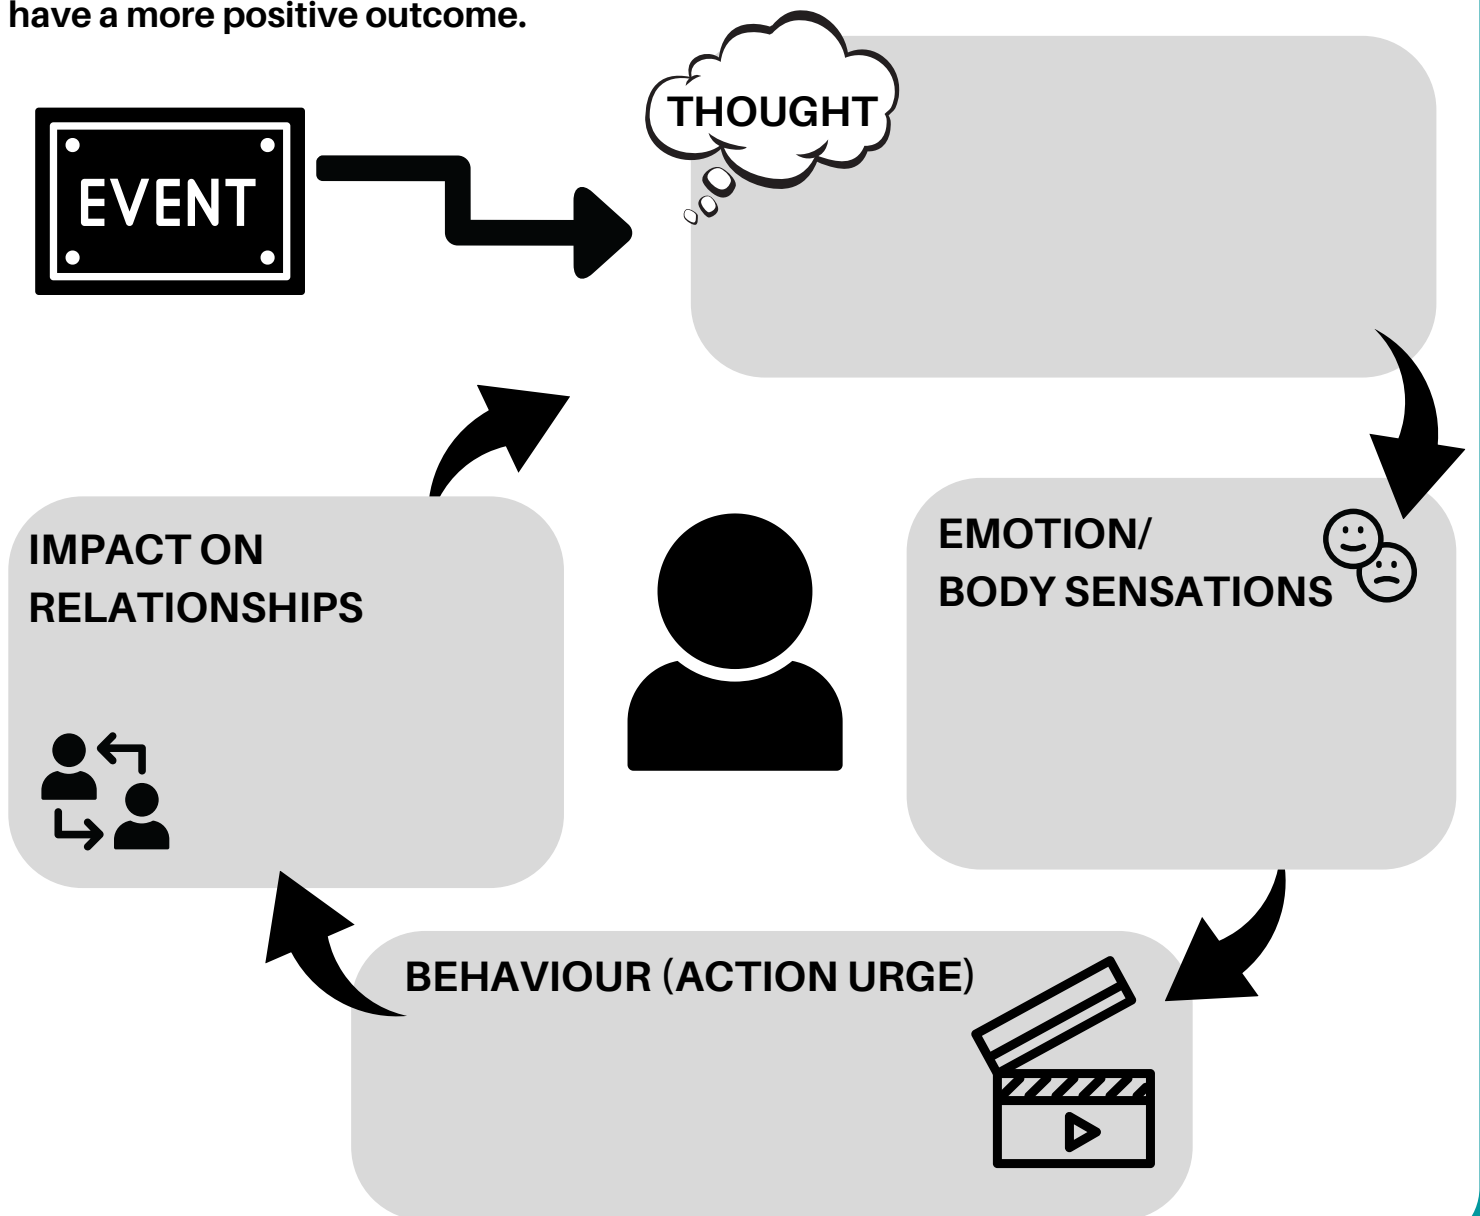 have a more positive outcome.
EVENT
THOUGHT
EMOTION/
BODY SENSATIONS
BEHAVIOUR (ACTION URGE)
IMPACT ON
RELATIONSHIPS